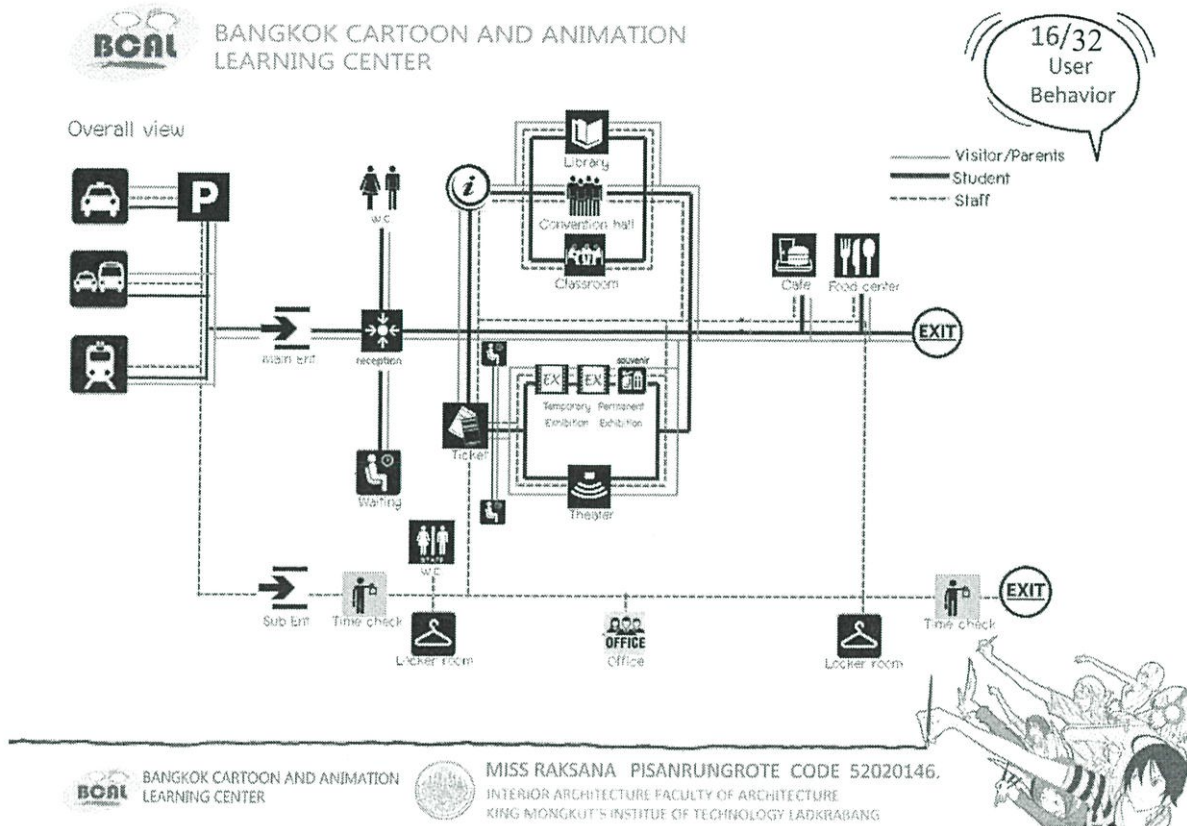 BCAL
BANGKOK CARTOON AND ANIMATION
LEARNING CENTER
16/32
User
Behavior
Overall view
Visitor/Parents
Student
Staff
P
w.c.
i
Library
Convention hall
Classroom
Cafe
Food center
Main Ent
reception
EXIT
souvenir
EX
EX
Temporary
Exhibition
Permanent
Exhibition
Ticket
Waiting
Theater
STAFF
w.c.
Sub Ent
Time check
Locker room
OFFICE
Office
Locker room
Time check
EXIT
BCAL
BANGKOK CARTOON AND ANIMATION
LEARNING CENTER
MISS RAKSANA PISANRUNGROTE CODE 52020146.
INTERIOR ARCHITECTURE FACULTY OF ARCHITECTURE
KING MONGKUT'S INSTITUE OF TECHNOLOGY LADKRABANG